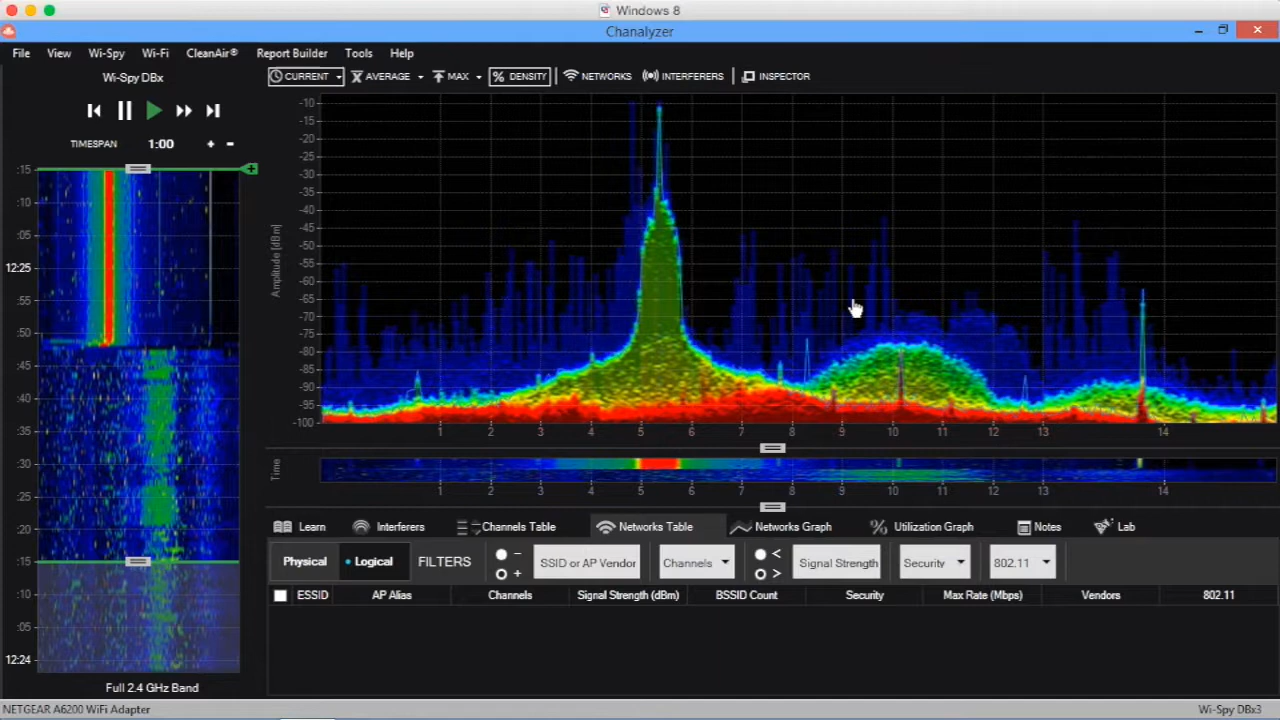 Windows 8
Chanalyzer
File View Wi-Spy Wi-Fi CleanAir® Report Builder Tools Help
Wi-Spy DBx
CURRENT AVERAGE MAX % DENSITY NETWORKS INTERFERERS INSPECTOR
TIMESPAN 1:00 + -
:15
:10
:05
12:25
:55
:50
:45
:40
:35
:30
:25
:20
:15
:10
:05
12:24
Full 2.4 GHz Band
Amplitude [dBm]
-10
-15
-20
-25
-30
-35
-40
-45
-50
-55
-60
-65
-70
-75
-80
-85
-90
-95
-100
1 2 3 4 5 6 7 8 9 10 11 12 13 14
Time
1 2 3 4 5 6 7 8 9 10 11 12 13 14
Learn Interferers Channels Table Networks Table Networks Graph Utilization Graph Notes Lab
Physical Logical FILTERS - + SSID or AP Vendor Channels < > Signal Strength Security 802.11
ESSID AP Alias Channels Signal Strength (dBm) BSSID Count Security Max Rate (Mbps) Vendors 802.11
NETGEAR A6200 WiFi Adapter Wi-Spy DBx3